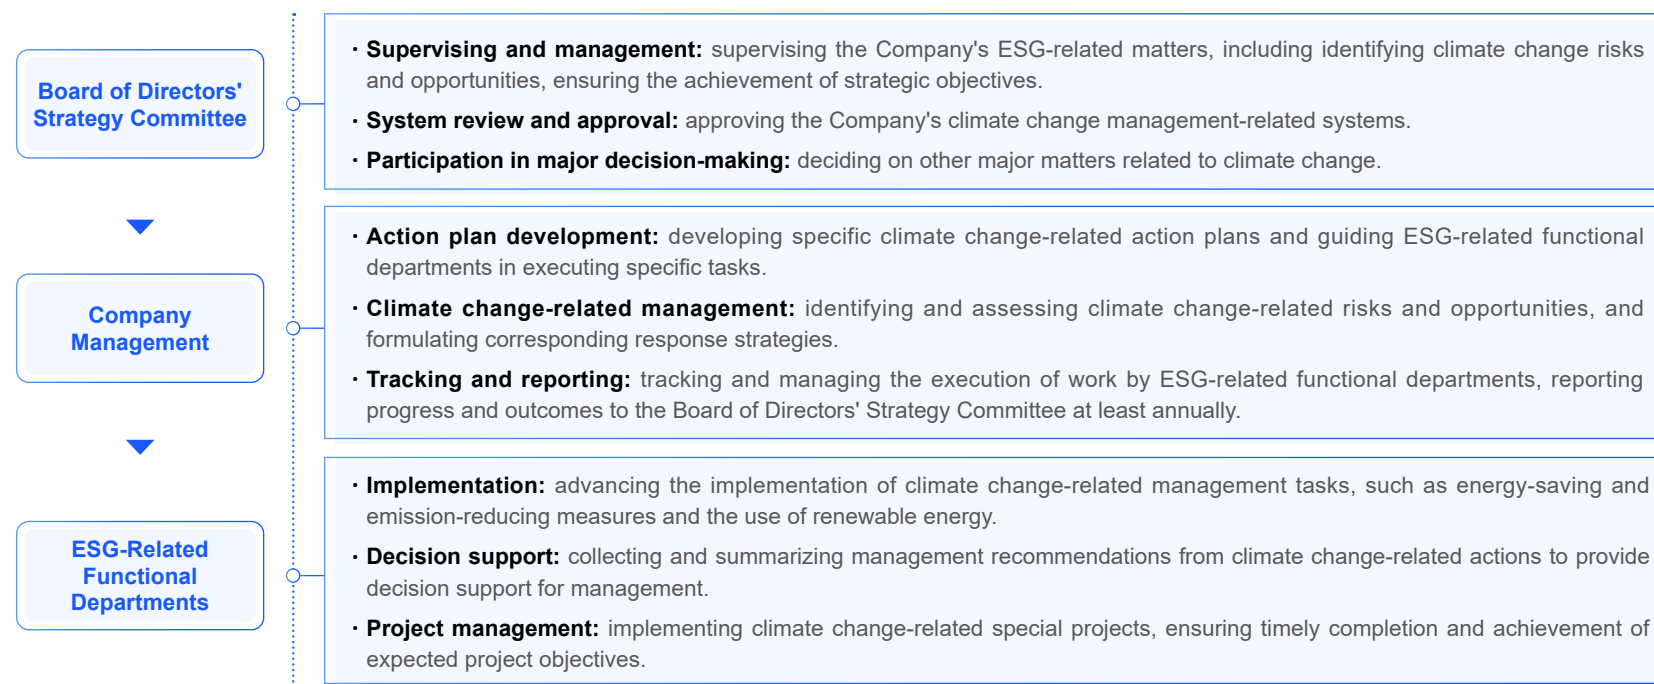 Board of Directors'
Strategy Committee
· Supervising and management: supervising the Company's ESG-related matters, including identifying climate change risks
and opportunities, ensuring the achievement of strategic objectives.
· System review and approval: approving the Company's climate change management-related systems.
· Participation in major decision-making: deciding on other major matters related to climate change.
Company
Management
· Action plan development: developing specific climate change-related action plans and guiding ESG-related functional
departments in executing specific tasks.
· Climate change-related management: identifying and assessing climate change-related risks and opportunities, and
formulating corresponding response strategies.
· Tracking and reporting: tracking and managing the execution of work by ESG-related functional departments, reporting
progress and outcomes to the Board of Directors' Strategy Committee at least annually.
ESG-Related
Functional
Departments
· Implementation: advancing the implementation of climate change-related management tasks, such as energy-saving and
emission-reducing measures and the use of renewable energy.
· Decision support: collecting and summarizing management recommendations from climate change-related actions to provide
decision support for management.
· Project management: implementing climate change-related special projects, ensuring timely completion and achievement of
expected project objectives.